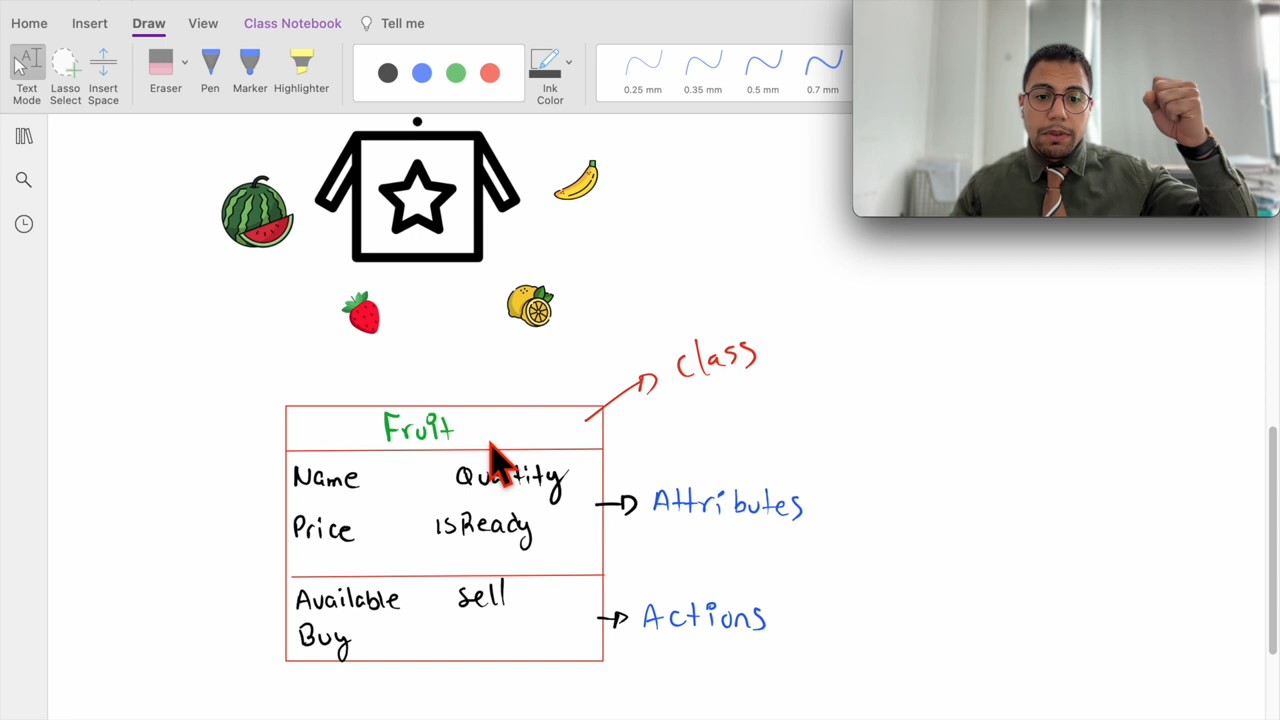 Home Insert Draw View Class Notebook Tell me
Text Mode
Lasso Select
Insert Space
Eraser
Pen
Marker
Highlighter
Ink Color
0.25 mm
0.35 mm
0.5 mm
0.7 mm
Class
Fruit
Name Quantity
Price isReady
Attributes
Available Sell
Buy
Actions